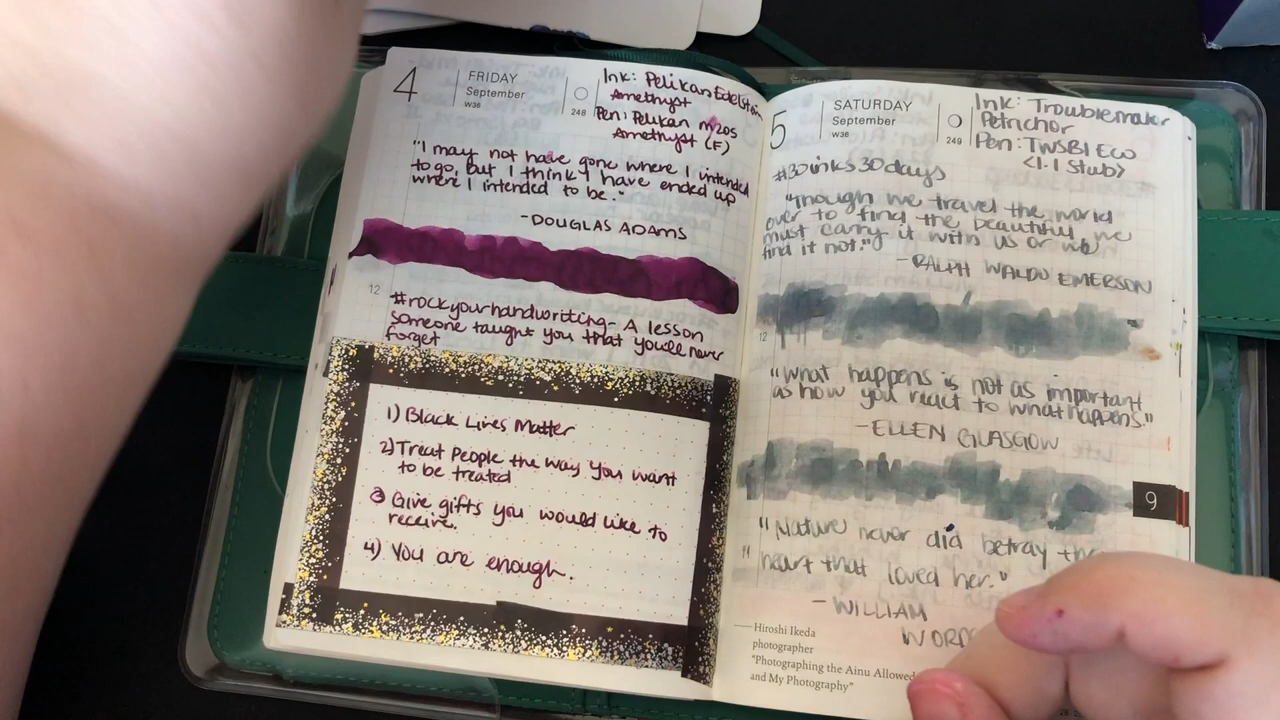 4
FRIDAY
September
W36
248
Ink: Pelikan Edelstein
Amethyst
Pen: Pelikan m205
Amethyst (F)
"I may not have gone where I intended
to go, but I think I have ended up
where I intended to be."
-DOUGLAS ADAMS
12
#rockyourhandwriting- A lesson
someone taught you that you'll never
forget
1) Black Lives Matter
2) Treat People the way you want
to be treated
3 Give gifts you would like to
receive.
4) You are enough.
5
SATURDAY
September
W36
249
Ink: Troublemaker
Petrichor
Pen: TWSBI Eco
<1.1 Stub>
#30inks30days
"Though we travel the world
over to find the beautiful, we
must carry it with us or we
find it not."
-RALPH WALDO EMERSON
12
"What happens is not as important
as how you react to what happens."
-ELLEN GLASGOW
9
"Nature never did betray the
heart that loved her."
-WILLIAM
Hiroshi Ikeda
photographer
"Photographing the Ainu Allowed
and My Photography"